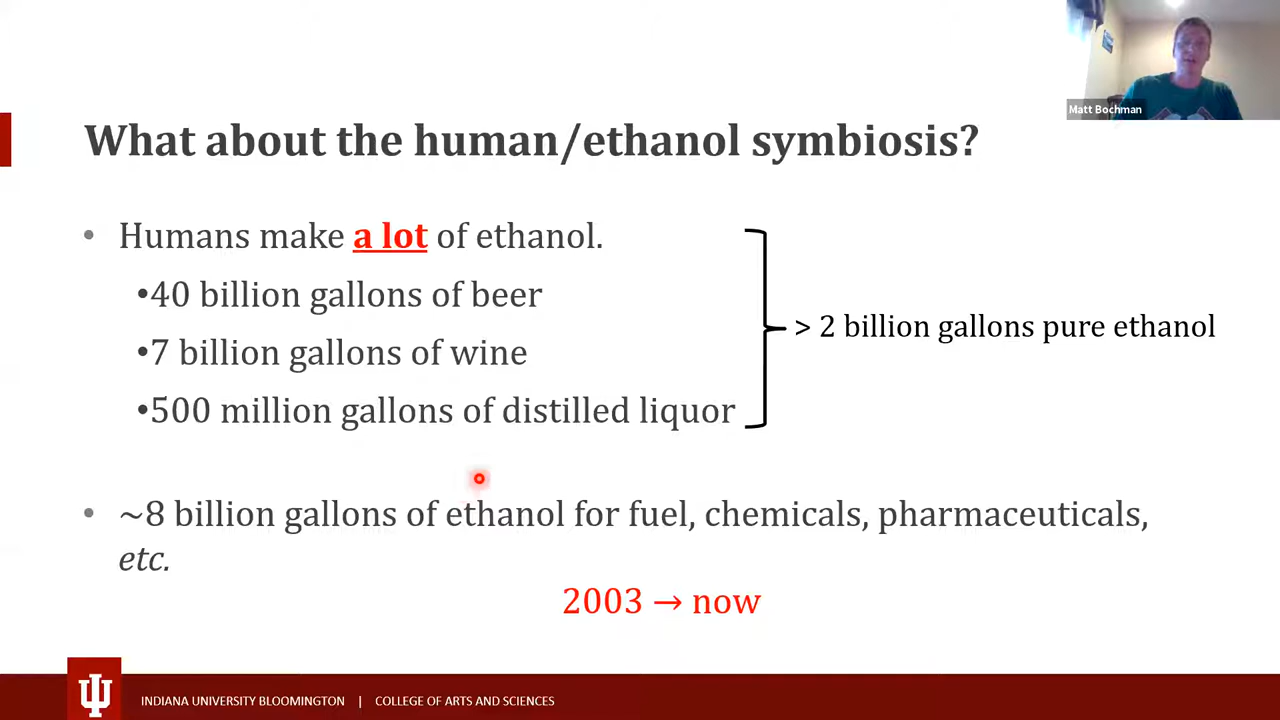 Matt Bochman
What about the human/ethanol symbiosis?
• Humans make a lot of ethanol.
•40 billion gallons of beer
•7 billion gallons of wine
•500 million gallons of distilled liquor
> 2 billion gallons pure ethanol
• ~8 billion gallons of ethanol for fuel, chemicals, pharmaceuticals,
etc.
2003 → now
INDIANA UNIVERSITY BLOOMINGTON | COLLEGE OF ARTS AND SCIENCES